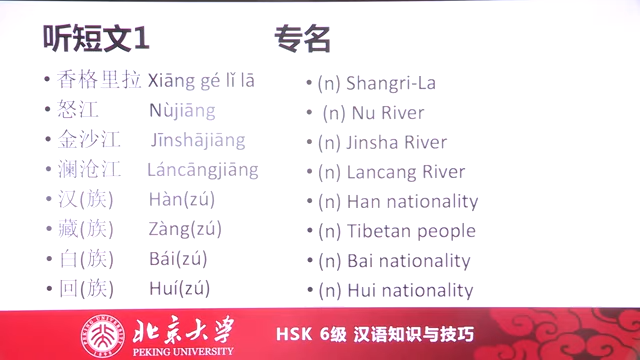 听短文1 专名
• 香格里拉 Xiāng gé lǐ lā • (n) Shangri-La
• 怒江 Nùjiāng • (n) Nu River
• 金沙江 Jīnshājiāng • (n) Jinsha River
• 澜沧江 Láncāngjiāng • (n) Lancang River
• 汉(族) Hàn(zú) • (n) Han nationality
• 藏(族) Zàng(zú) • (n) Tibetan people
• 白(族) Bái(zú) • (n) Bai nationality
• 回(族) Huí(zú) • (n) Hui nationality
北京大学 HSK 6级 汉语知识与技巧
PEKING UNIVERSITY